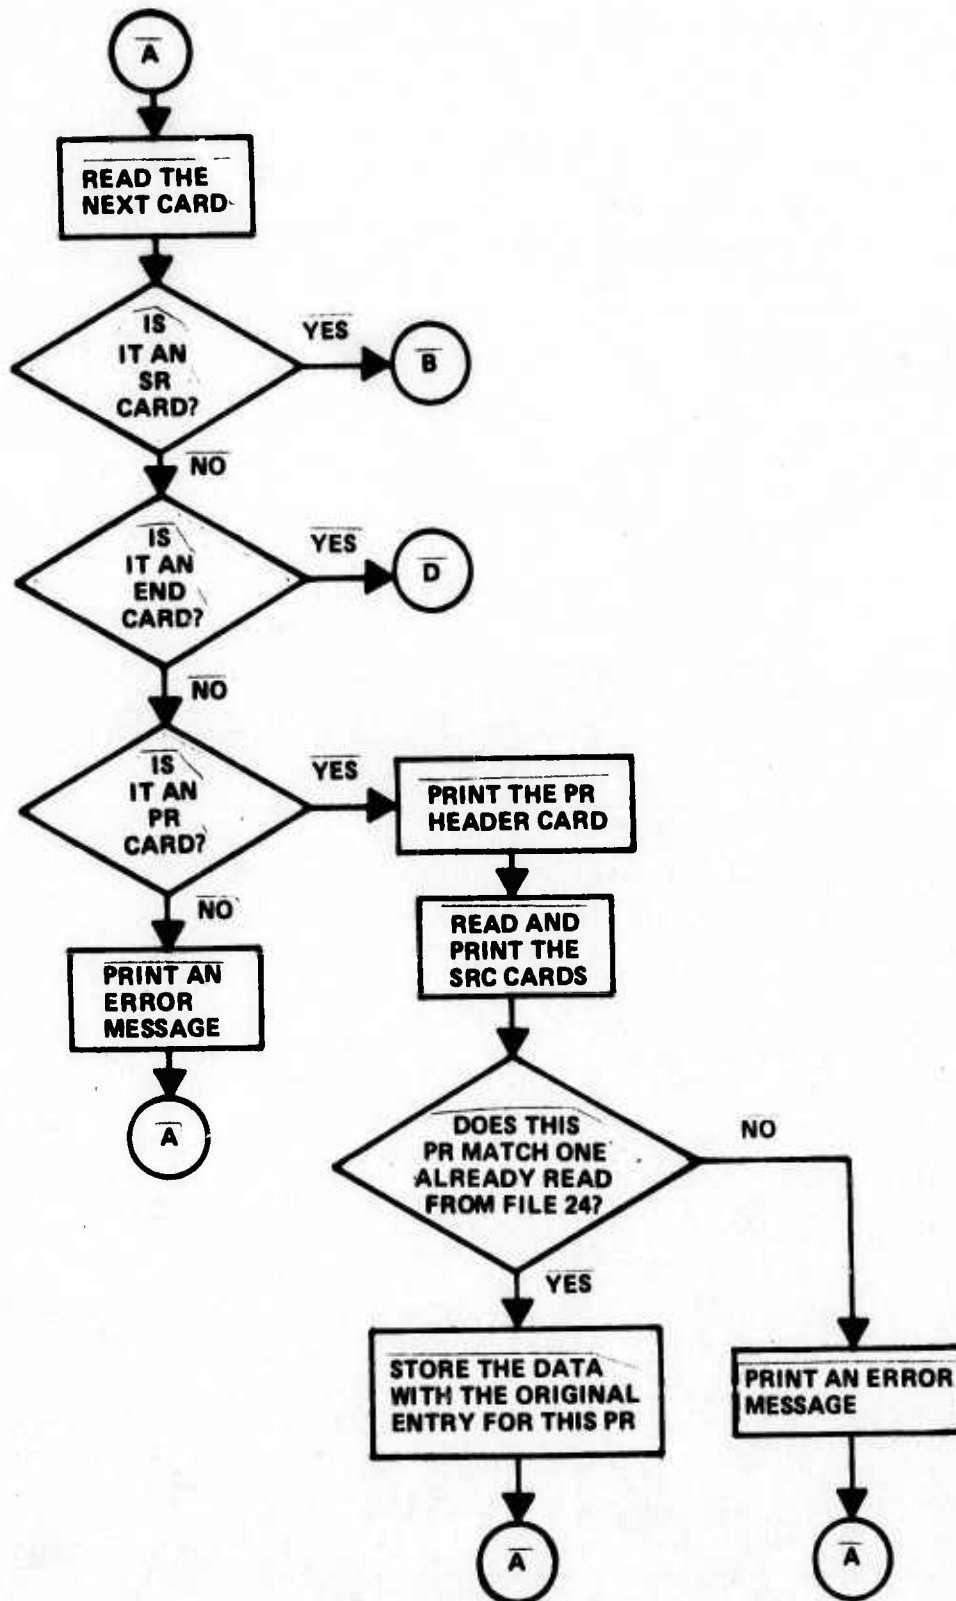 A
READ THE
NEXT CARD
IS
IT AN
SR
CARD?
YES
B
NO
IS
IT AN
END
CARD?
YES
D
NO
IS
IT AN
PR
CARD?
YES
PRINT THE PR
HEADER CARD
NO
READ AND
PRINT THE
SRC CARDS
PRINT AN
ERROR
MESSAGE
A
DOES THIS
PR MATCH ONE
ALREADY READ
FROM FILE 24?
NO
YES
STORE THE DATA
WITH THE ORIGINAL
ENTRY FOR THIS PR
PRINT AN ERROR
MESSAGE
A
A